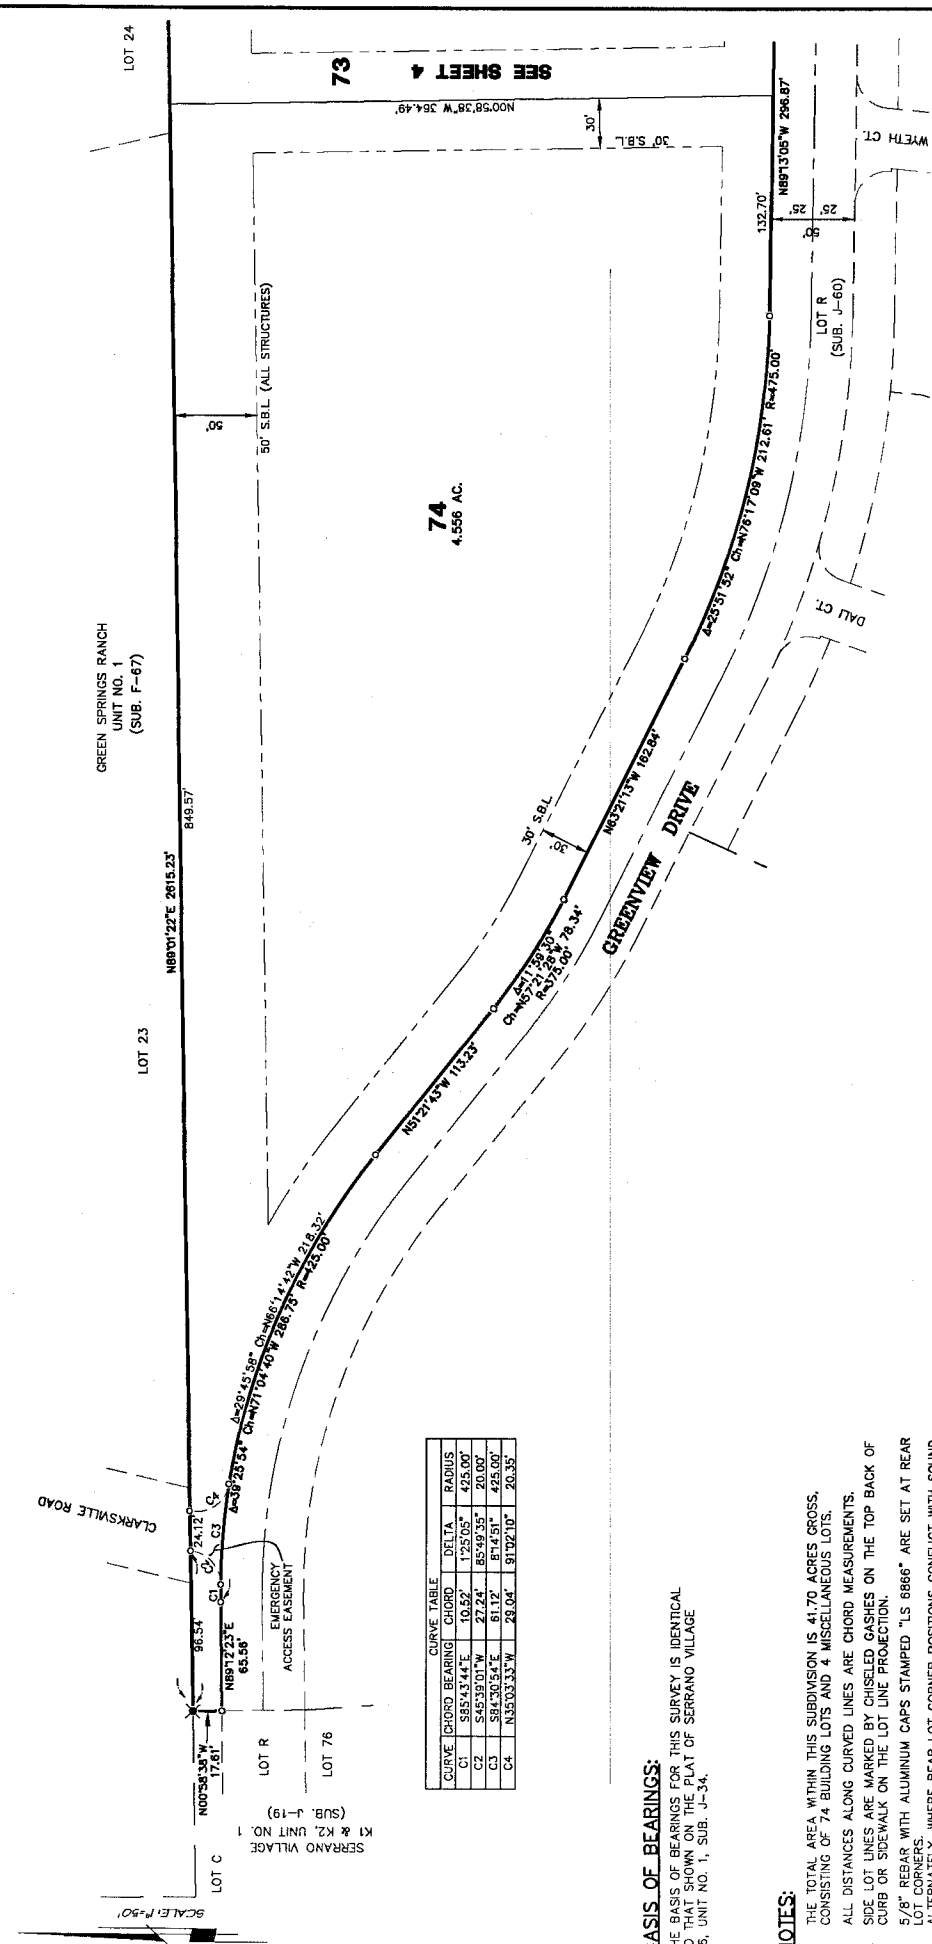 LOT 24
73
SEE SHEET 4
N00°58'38"W 364.49'
30'
30' S.B.L.
N89°13'05"W 296.87'
132.70'
25'
25'
50'
WYETH CT.
LOT R
(SUB. J-60)
50'
50' S.B.L. (ALL STRUCTURES)
74
4.556 AC.
Δ=25°51'52" Ch=N76°17'09"W 212.61' R=475.00'
DALI CT.
GREEN SPRINGS RANCH
UNIT NO. 1
(SUB. F-67)
849.57'
N89°01'22"E 2615.23'
LOT 23
30' S.B.L.
30'
N63°21'13"W 162.84'
GREENVIEW DRIVE
Δ=11°59'30"
Ch=N57°21'28"W 78.34'
R=375.00'
N51°21'43"W 113.23'
Δ=29°45'58" Ch=N66°14'42"W 218.32'
Δ=39°25'54" Ch=N71°04'40"W 286.75' R=425.00'
CLARKSVILLE ROAD
24.12'
C4
C2
C3
C1
96.54'
N89°12'23"E
65.56'
EMERGENCY
ACCESS EASEMENT
N00°58'38"W
17.61'
LOT R
LOT 76
SERRANO VILLAGE
K1 & K2, UNIT NO. 1
(SUB. J-19)
LOT C
SCALE: 1"=50'
CURVE TABLE
CURVE CHORD BEARING CHORD DELTA RADIUS
C1 S85°43'44"E 10.52' 1°25'05" 425.00'
C2 S45°39'01"W 27.24' 85°49'35" 20.00'
C3 S84°30'54"E 61.12' 8°14'51" 425.00'
C4 N35°03'33"W 29.04' 91°02'10" 20.35'
ASIS OF BEARINGS:
HE BASIS OF BEARINGS FOR THIS SURVEY IS IDENTICAL
O THAT SHOWN ON THE PLAT OF SERRANO VILLAGE
6, UNIT NO. 1, SUB. J-34.
OTES:
THE TOTAL AREA WITHIN THIS SUBDIVISION IS 41.70 ACRES GROSS,
CONSISTING OF 74 BUILDING LOTS AND 4 MISCELLANEOUS LOTS.
ALL DISTANCES ALONG CURVED LINES ARE CHORD MEASUREMENTS.
SIDE LOT LINES ARE MARKED BY CHISELED GASHES ON THE TOP BACK OF
CURB OR SIDEWALK ON THE LOT LINE PROJECTION.
5/8" REBAR WITH ALUMINUM CAPS STAMPED "LS 6866" ARE SET AT REAR
LOT CORNERS.
ALTERNATELY, WHERE REAR LOT CORNER POSITIONS CONFLICT WITH SOUND